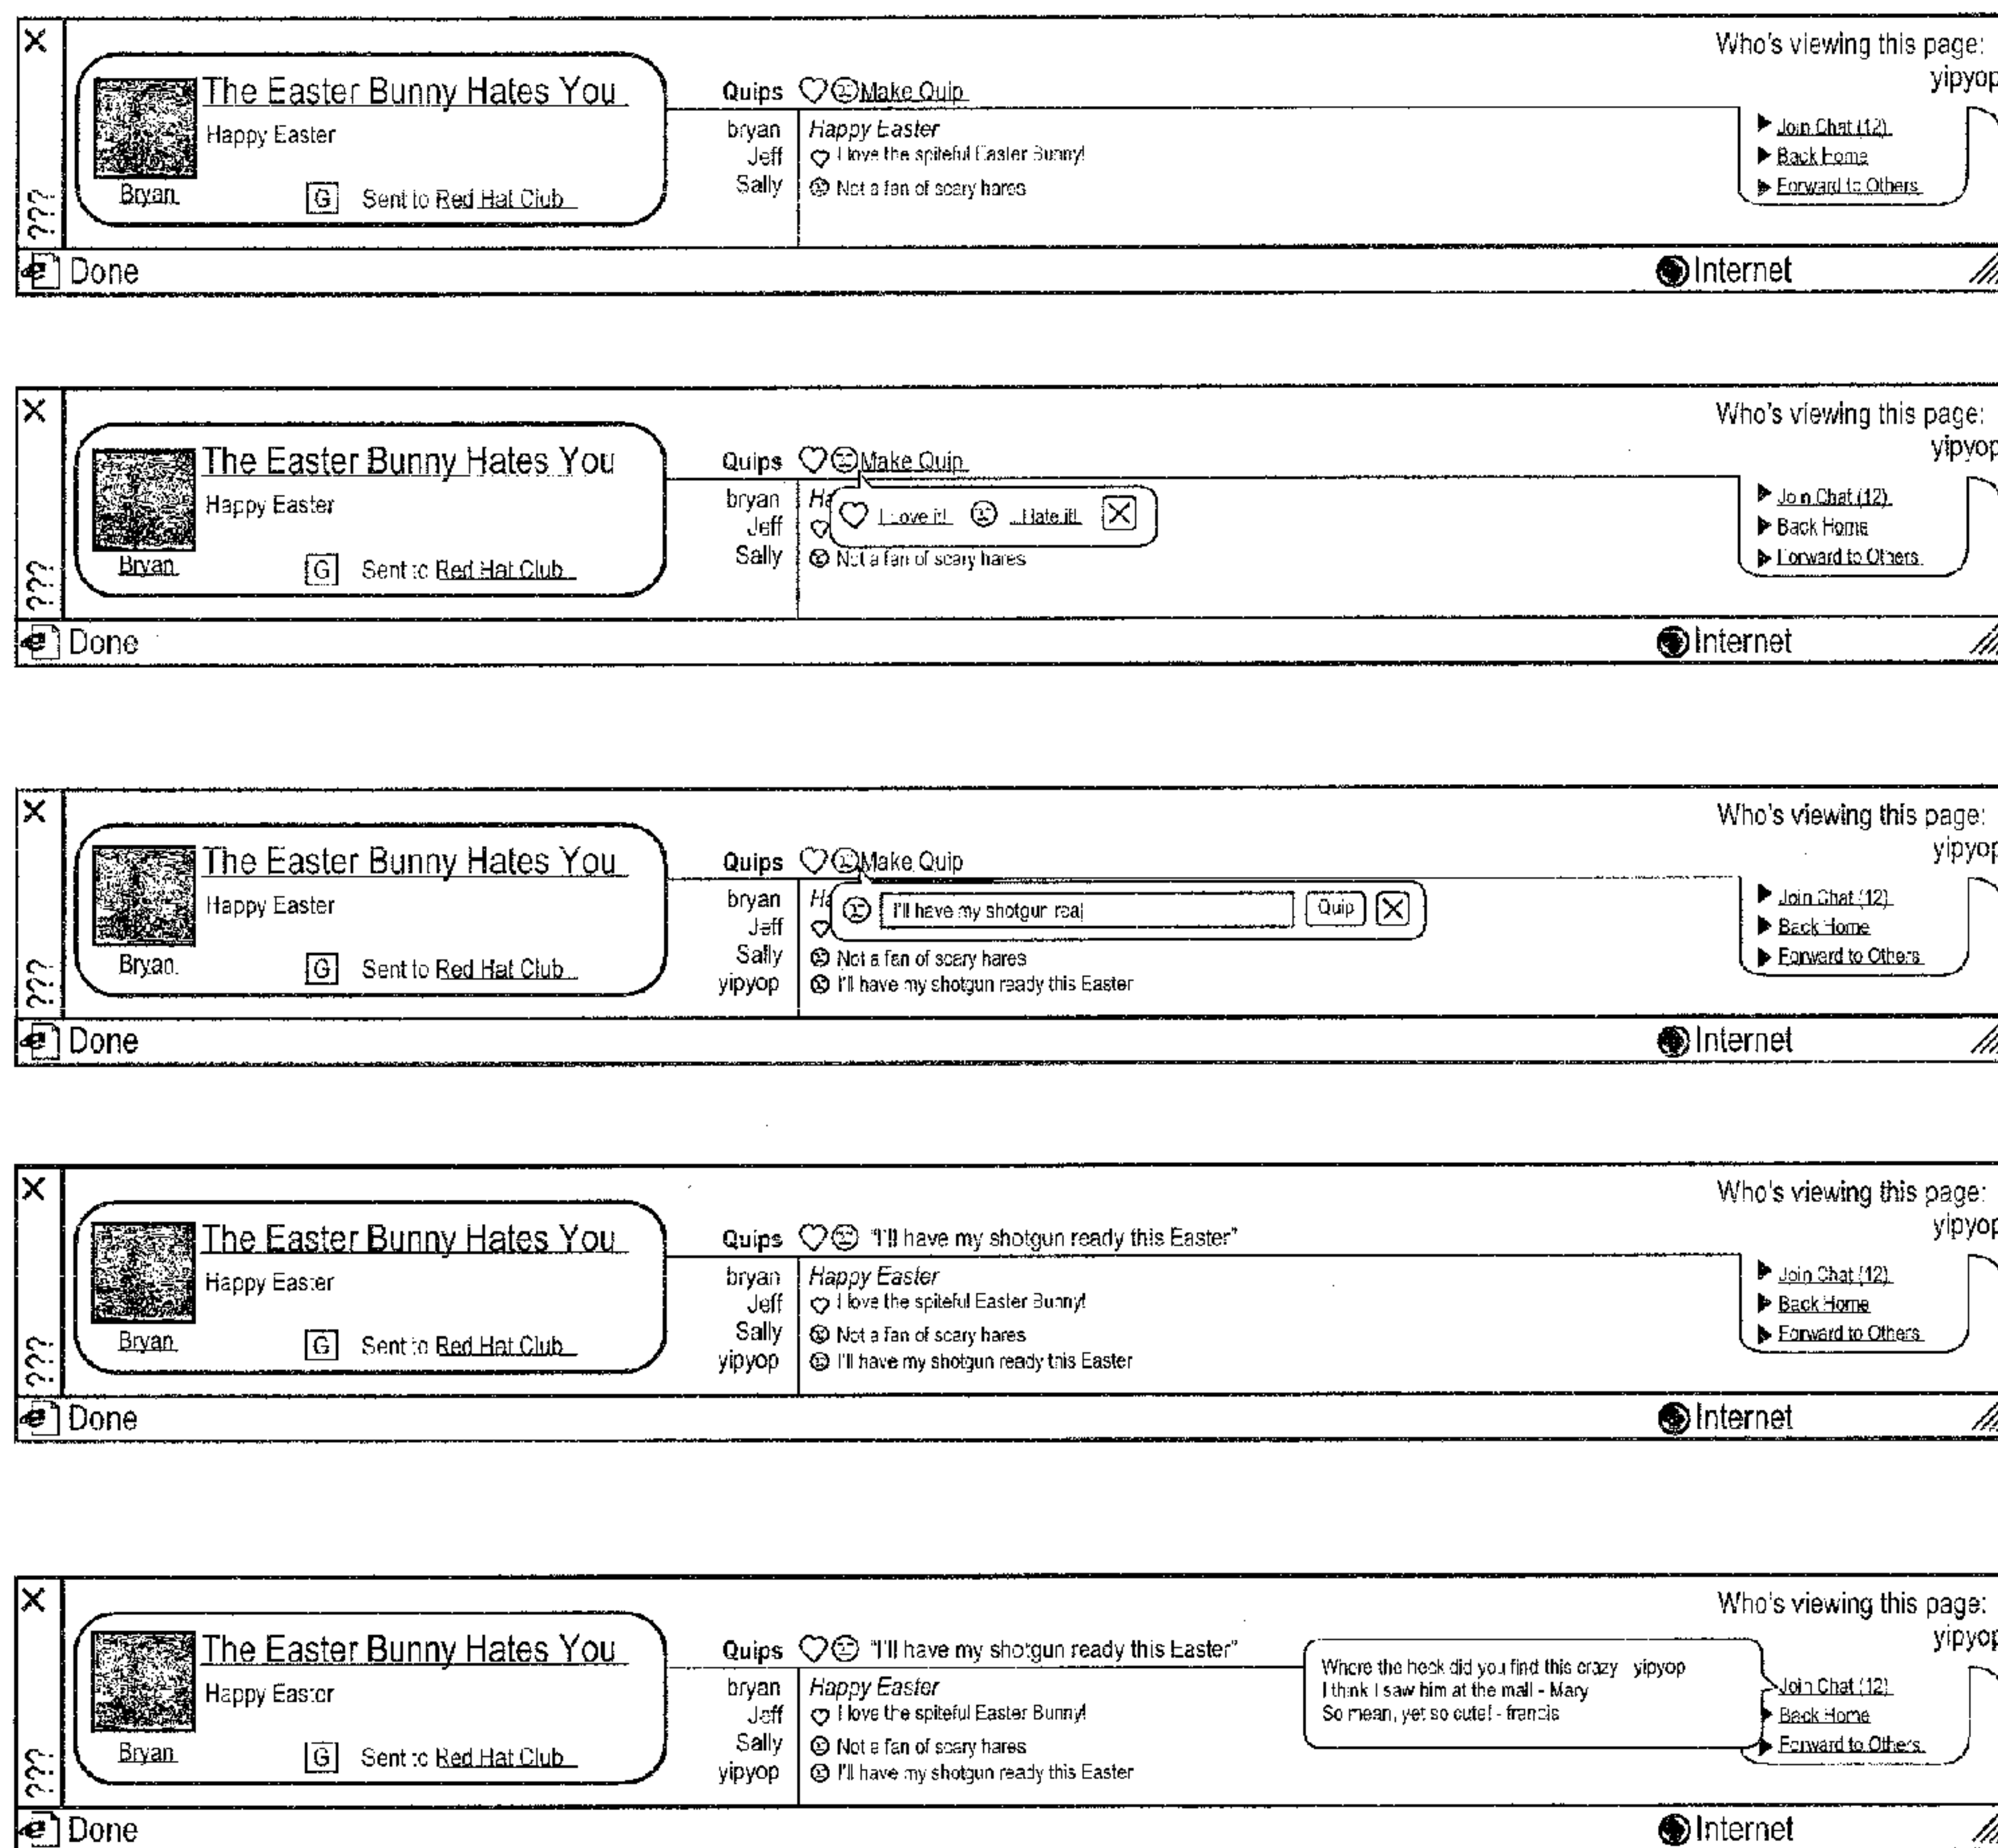 X
Who's viewing this page:
yipyop
The Easter Bunny Hates You
Quips Make Quip
Happy Easter
bryan Happy Easter
Jeff I love the spiteful Easter Bunny!
Sally Not a fan of scary hares
Join Chat (12)
Back Home
Forward to Others
Bryan
G Sent to Red Hat Club
???
Done Internet
X
Who's viewing this page:
yipyop
The Easter Bunny Hates You
Quips Make Quip
Happy Easter
bryan
Jeff
I Love it! ...Hate it! X
Sally Not a fan of scary hares
Join Chat (12)
Back Home
Forward to Others
Bryan
G Sent to Red Hat Club
???
Done Internet
X
Who's viewing this page:
yipyop
The Easter Bunny Hates You
Quips Make Quip
Happy Easter
bryan
Jeff
I'll have my shotgun rea Quip X
Sally Not a fan of scary hares
yipyop I'll have my shotgun ready this Easter
Join Chat (12)
Back Home
Forward to Others
Bryan
G Sent to Red Hat Club
???
Done Internet
X
Who's viewing this page:
yipyop
The Easter Bunny Hates You
Quips "I'll have my shotgun ready this Easter"
Happy Easter
bryan Happy Easter
Jeff I love the spiteful Easter Bunny!
Sally Not a fan of scary hares
yipyop I'll have my shotgun ready this Easter
Join Chat (12)
Back Home
Forward to Others
Bryan
G Sent to Red Hat Club
???
Done Internet
X
Who's viewing this page:
yipyop
The Easter Bunny Hates You
Quips "I'll have my shotgun ready this Easter"
Happy Easter
bryan Happy Easter
Jeff I love the spiteful Easter Bunny!
Sally Not a fan of scary hares
yipyop I'll have my shotgun ready this Easter
Where the heck did you find this crazy yipyop
I think I saw him at the mall - Mary
So mean, yet so cute! - francis
Join Chat (12)
Back Home
Forward to Others
Bryan
G Sent to Red Hat Club
???
Done Internet